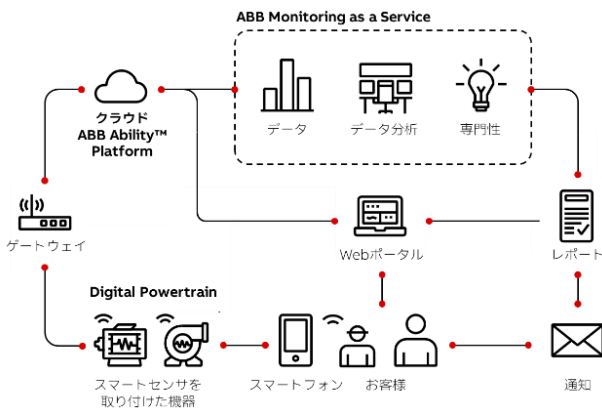 ABB Monitoring as a Service
クラウド
ABB Ability™
Platform
データ
データ分析
専門性
ゲートウェイ
Webポータル
レポート
Digital Powertrain
スマートセンサを
取り付けた機器
スマートフォン
お客様
通知